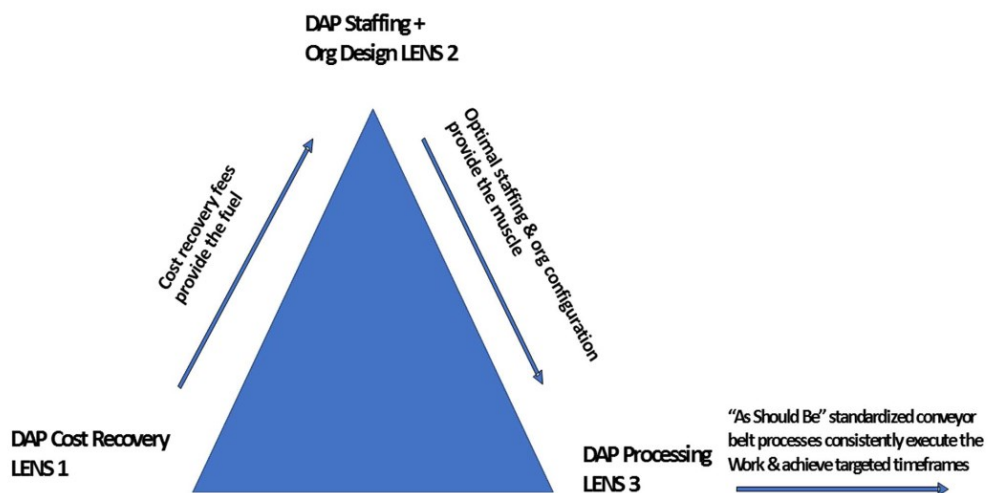 DAP Staffing +
Org Design LENS 2
Cost recovery fees
provide the fuel
Optimal staffing & org configuration
provide the muscle
DAP Cost Recovery
LENS 1
DAP Processing
LENS 3
“As Should Be” standardized conveyor
belt processes consistently execute the
Work & achieve targeted timeframes